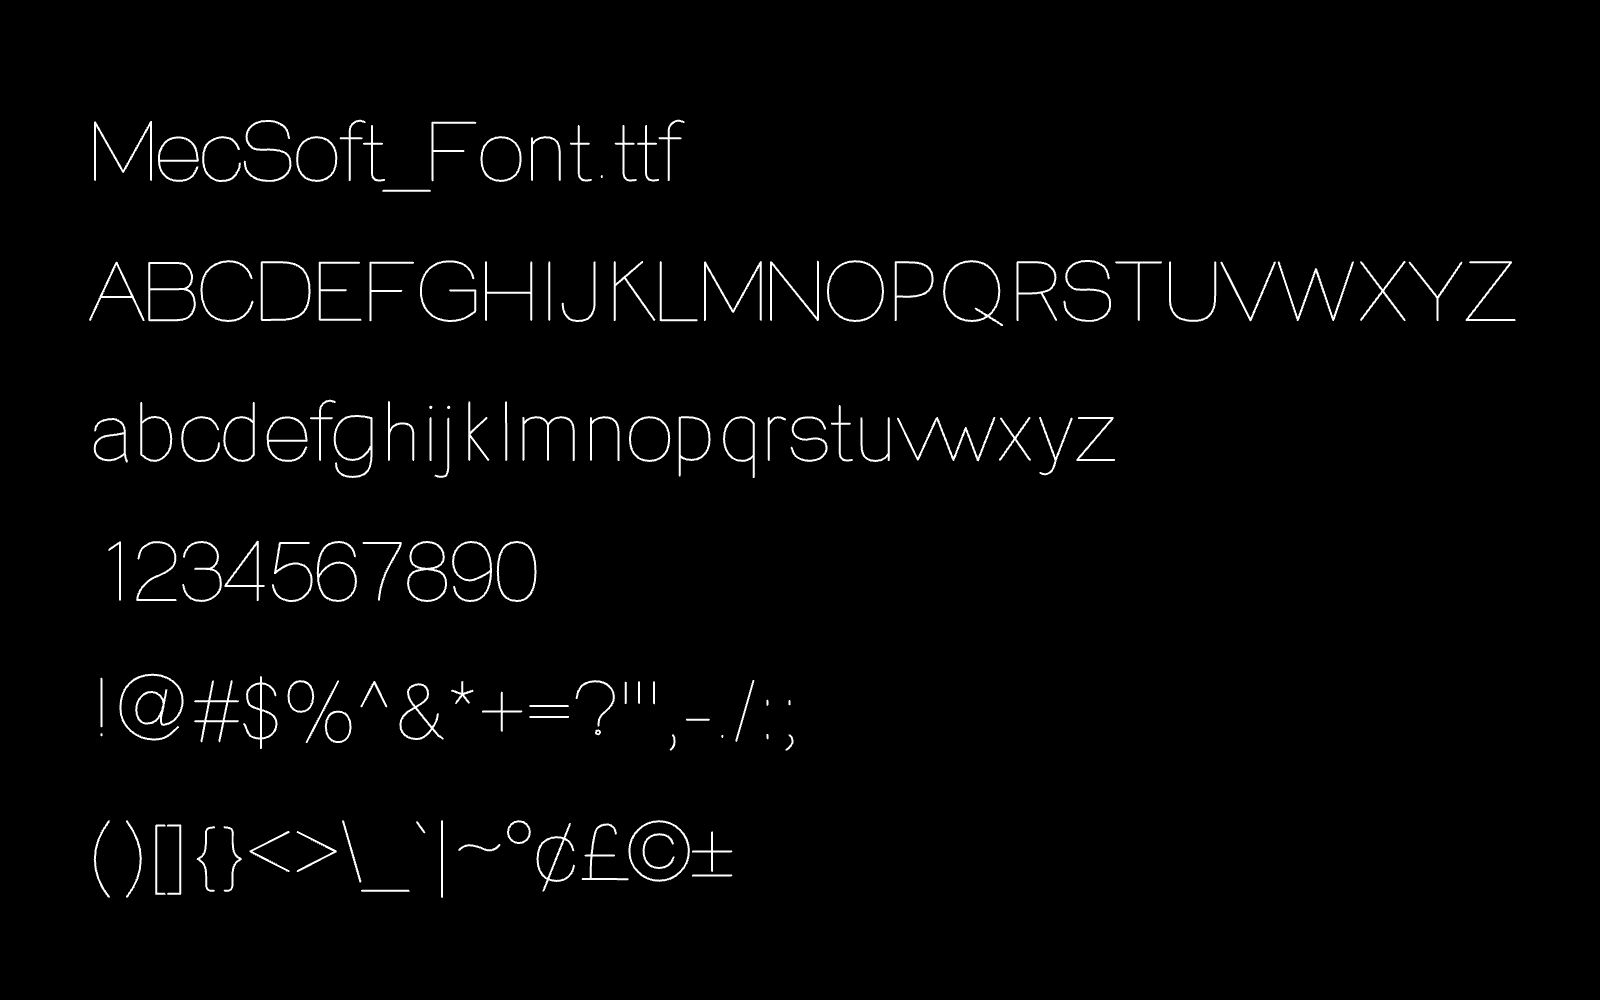 MecSoft_Font.ttf
ABCDEFGHIJKLMNOPQRSTUVWXYZ
abcdefghijklmnopqrstuvwxyz
1234567890
!@#$%^&*+=?"',-./:;
()[]{}<>\_`|~°¢£©±